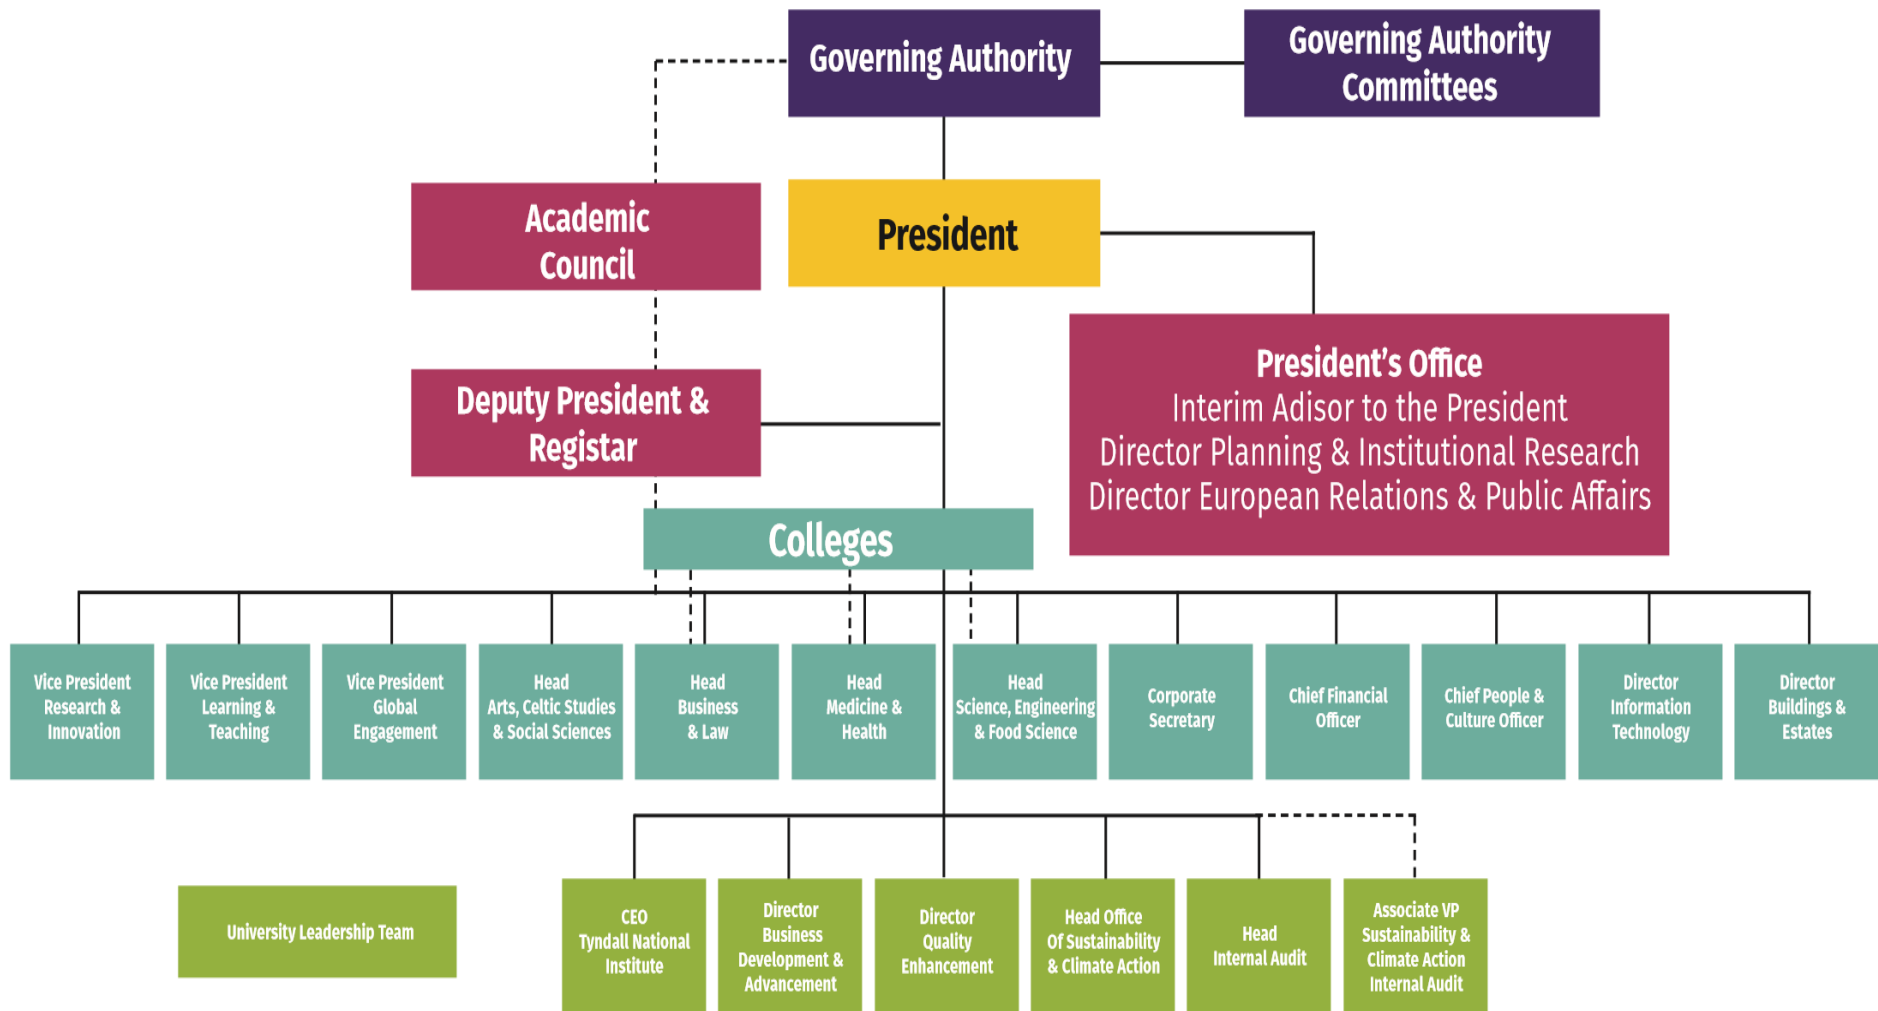 Governing Authority
Governing Authority
Committees
Academic
Council
President
Deputy President &
Registar
President's Office
Interim Adisor to the President
Director Planning & Institutional Research
Director European Relations & Public Affairs
Colleges
Vice President
Research &
Innovation
Vice President
Learning &
Teaching
Vice President
Global
Engagement
Head
Arts, Celtic Studies
& Social Sciences
Head
Business
& Law
Head
Medicine &
Health
Head
Science, Engineering
& Food Science
Corporate
Secretary
Chief Financial
Officer
Chief People &
Culture Officer
Director
Information
Technology
Director
Buildings &
Estates
University Leadership Team
CEO
Tyndall National
Institute
Director
Business
Development &
Advancement
Director
Quality
Enhancement
Head Office
Of Sustainability
& Climate Action
Head
Internal Audit
Associate VP
Sustainability &
Climate Action
Internal Audit